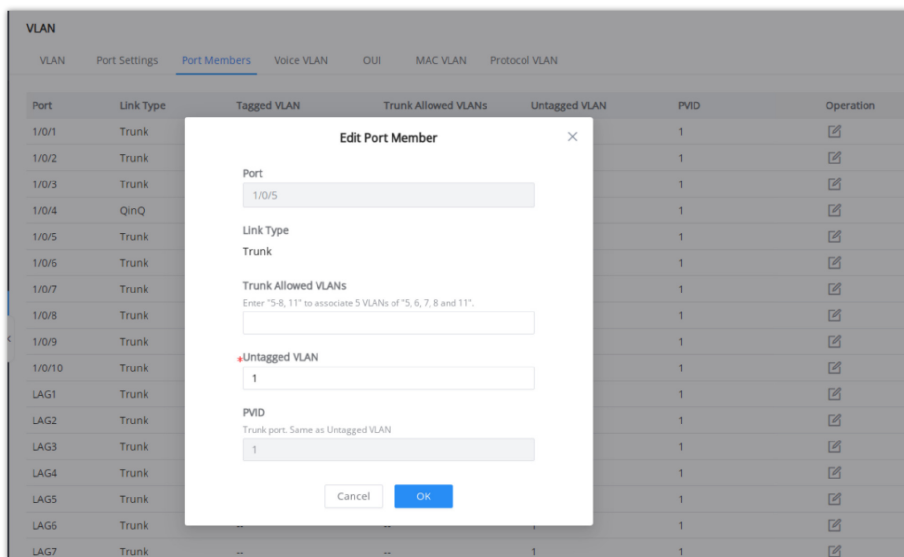 VLAN
VLAN Port Settings Port Members Voice VLAN OUI MAC VLAN Protocol VLAN
Port Link Type Tagged VLAN Trunk Allowed VLANs Untagged VLAN PVID Operation
1/0/1 Trunk 1
1/0/2 Trunk 1
1/0/3 Trunk 1
1/0/4 QinQ 1
1/0/5 Trunk 1
1/0/6 Trunk 1
1/0/7 Trunk 1
1/0/8 Trunk 1
1/0/9 Trunk 1
1/0/10 Trunk 1
LAG1 Trunk 1
LAG2 Trunk 1
LAG3 Trunk 1
LAG4 Trunk 1
LAG5 Trunk 1
LAG6 Trunk -- -- 1 1
LAG7 Trunk -- -- 1 1
Edit Port Member
Port
1/0/5
Link Type
Trunk
Trunk Allowed VLANs
Enter "5-8, 11" to associate 5 VLANs of "5, 6, 7, 8 and 11".
*Untagged VLAN
1
PVID
Trunk port. Same as Untagged VLAN
1
Cancel OK